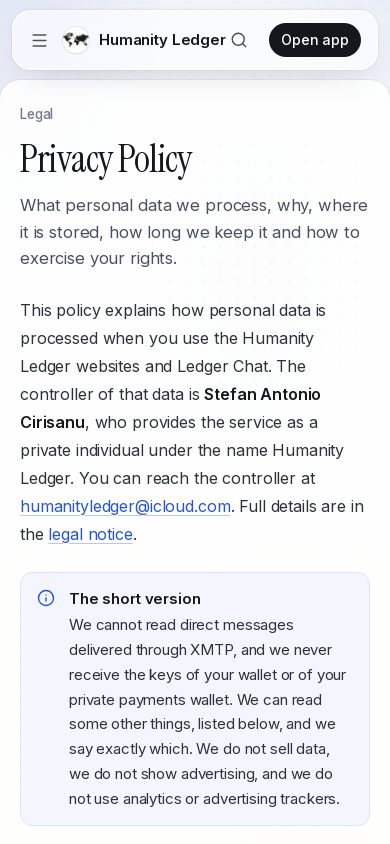 Humanity Ledger
Open app
Legal
Privacy Policy
What personal data we process, why, where
it is stored, how long we keep it and how to
exercise your rights.
This policy explains how personal data is
processed when you use the Humanity
Ledger websites and Ledger Chat. The
controller of that data is Stefan Antonio
Cirisanu, who provides the service as a
private individual under the name Humanity
Ledger. You can reach the controller at
humanityledger@icloud.com. Full details are in
the legal notice.
The short version
We cannot read direct messages
delivered through XMTP, and we never
receive the keys of your wallet or of your
private payments wallet. We can read
some other things, listed below, and we
say exactly which. We do not sell data,
we do not show advertising, and we do
not use analytics or advertising trackers.